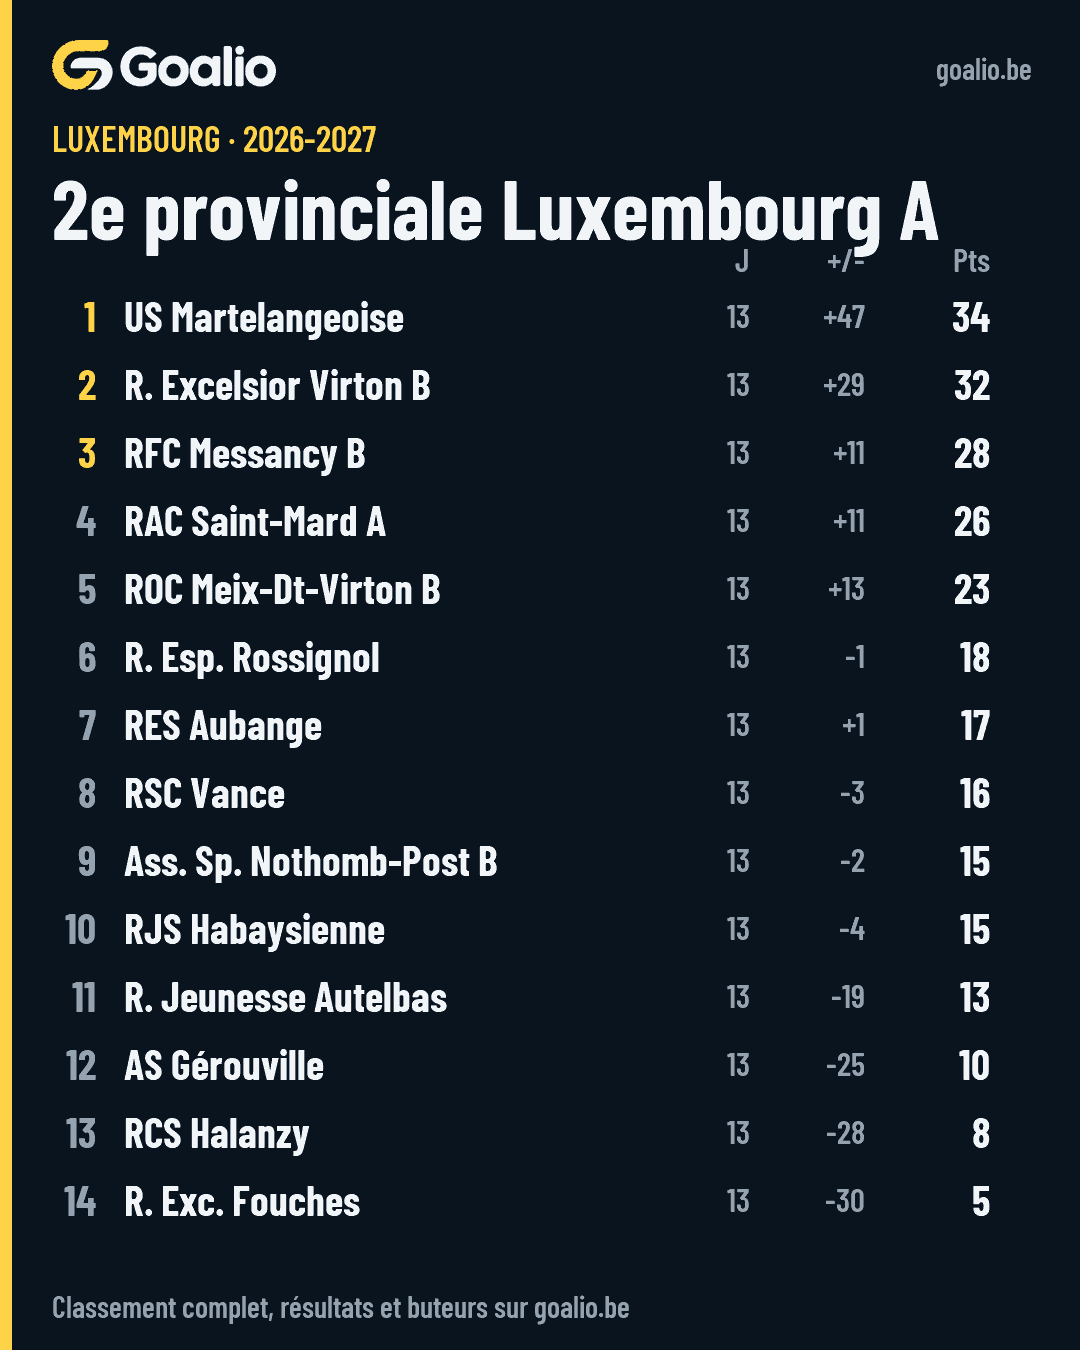 Goalio goalio.be
LUXEMBOURG · 2026-2027
2e provinciale Luxembourg A
J +/- Pts
1 US Martelangeoise 13 +47 34
2 R. Excelsior Virton B 13 +29 32
3 RFC Messancy B 13 +11 28
4 RAC Saint-Mard A 13 +11 26
5 ROC Meix-Dt-Virton B 13 +13 23
6 R. Esp. Rossignol 13 -1 18
7 RES Aubange 13 +1 17
8 RSC Vance 13 -3 16
9 Ass. Sp. Nothomb-Post B 13 -2 15
10 RJS Habaysienne 13 -4 15
11 R. Jeunesse Autelbas 13 -19 13
12 AS Gérouville 13 -25 10
13 RCS Halanzy 13 -28 8
14 R. Exc. Fouches 13 -30 5
Classement complet, résultats et buteurs sur goalio.be